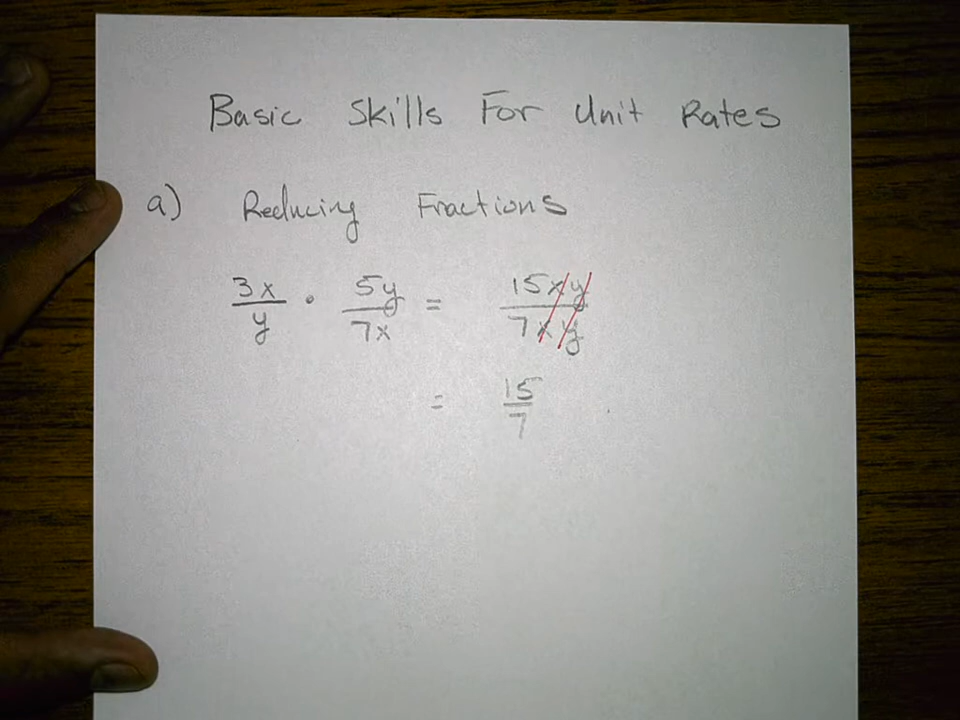 Basic Skills For Unit Rates
a) Reducing Fractions
3x/y · 5y/7x = 15xy/7xy
= 15/7